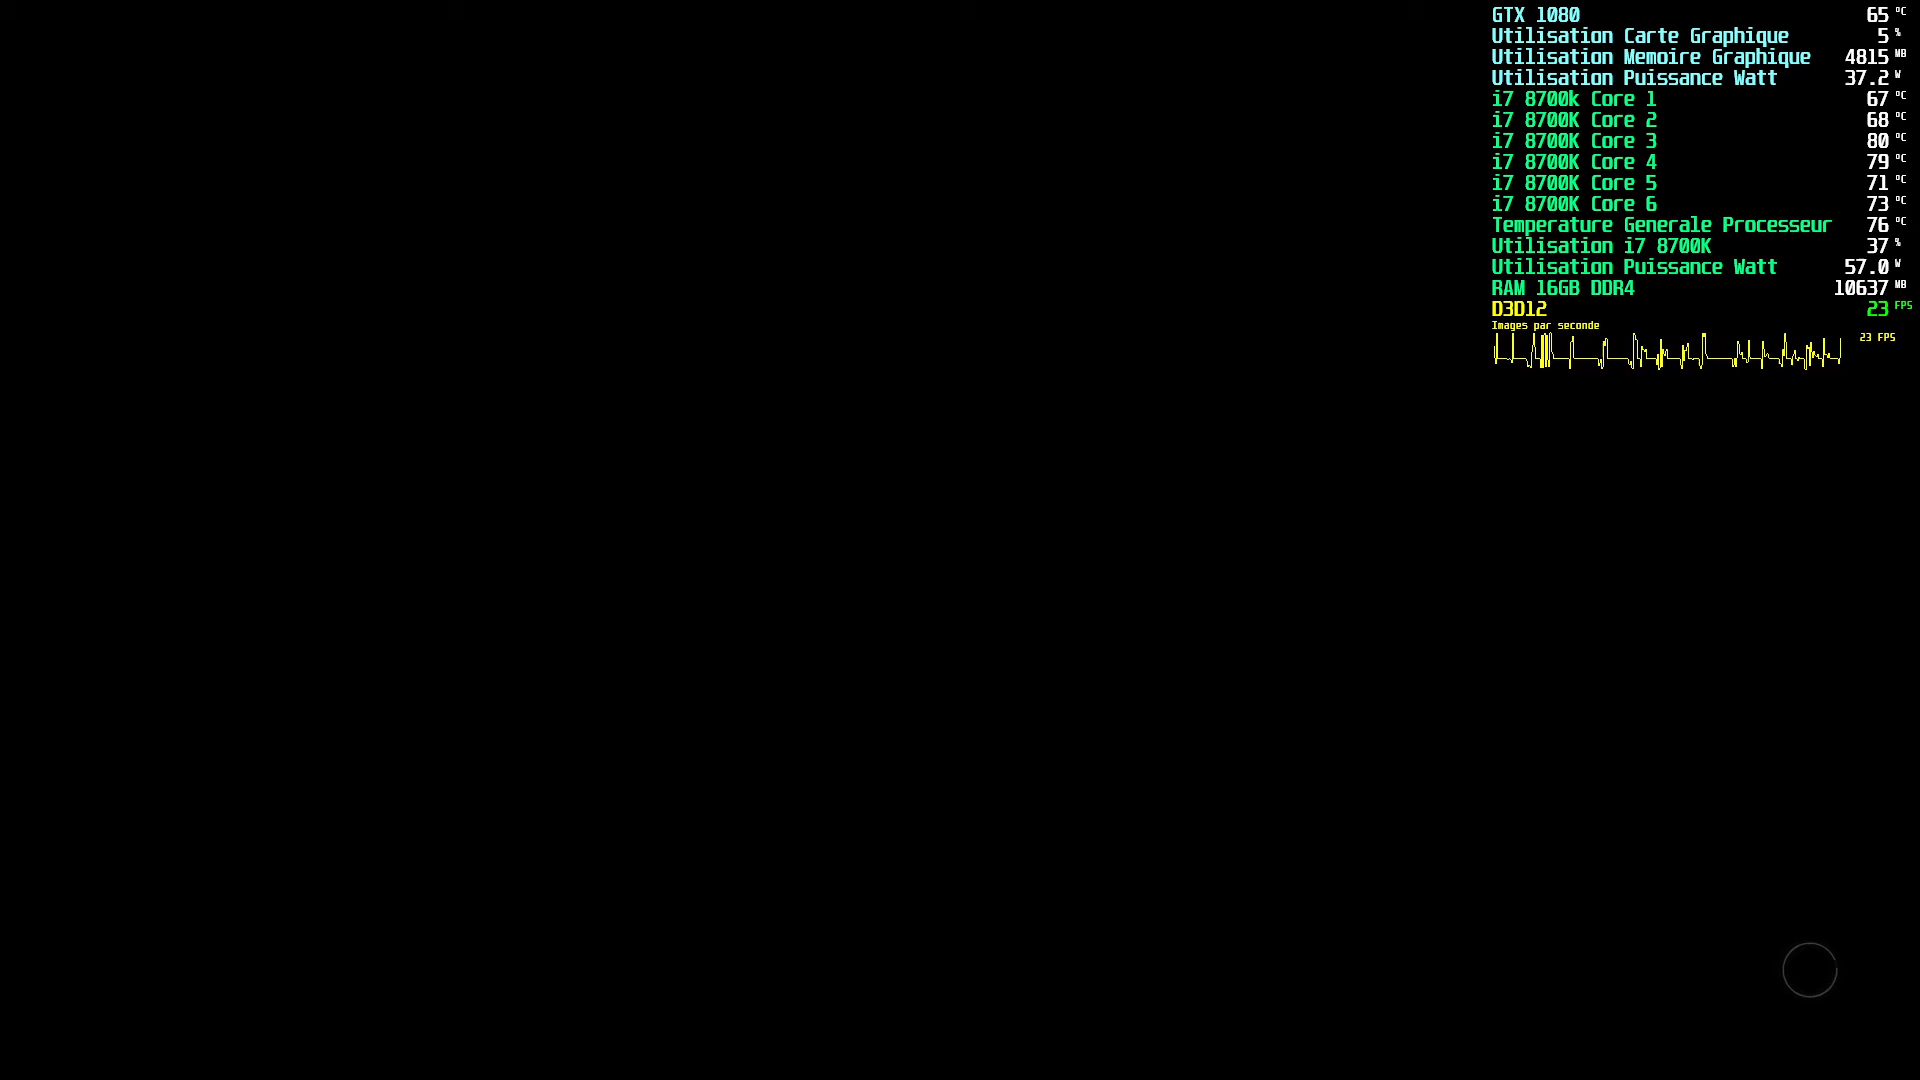 GTX 1080 65 °C
Utilisation Carte Graphique 5 %
Utilisation Memoire Graphique 4815 MB
Utilisation Puissance Watt 37.2 W
i7 8700k Core 1 67 °C
i7 8700K Core 2 68 °C
i7 8700K Core 3 80 °C
i7 8700K Core 4 79 °C
i7 8700K Core 5 71 °C
i7 8700K Core 6 73 °C
Temperature Generale Processeur 76 °C
Utilisation i7 8700K 37 %
Utilisation Puissance Watt 57.0 W
RAM 16GB DDR4 10637 MB
D3D12 23 FPS
Images par seconde
23 FPS